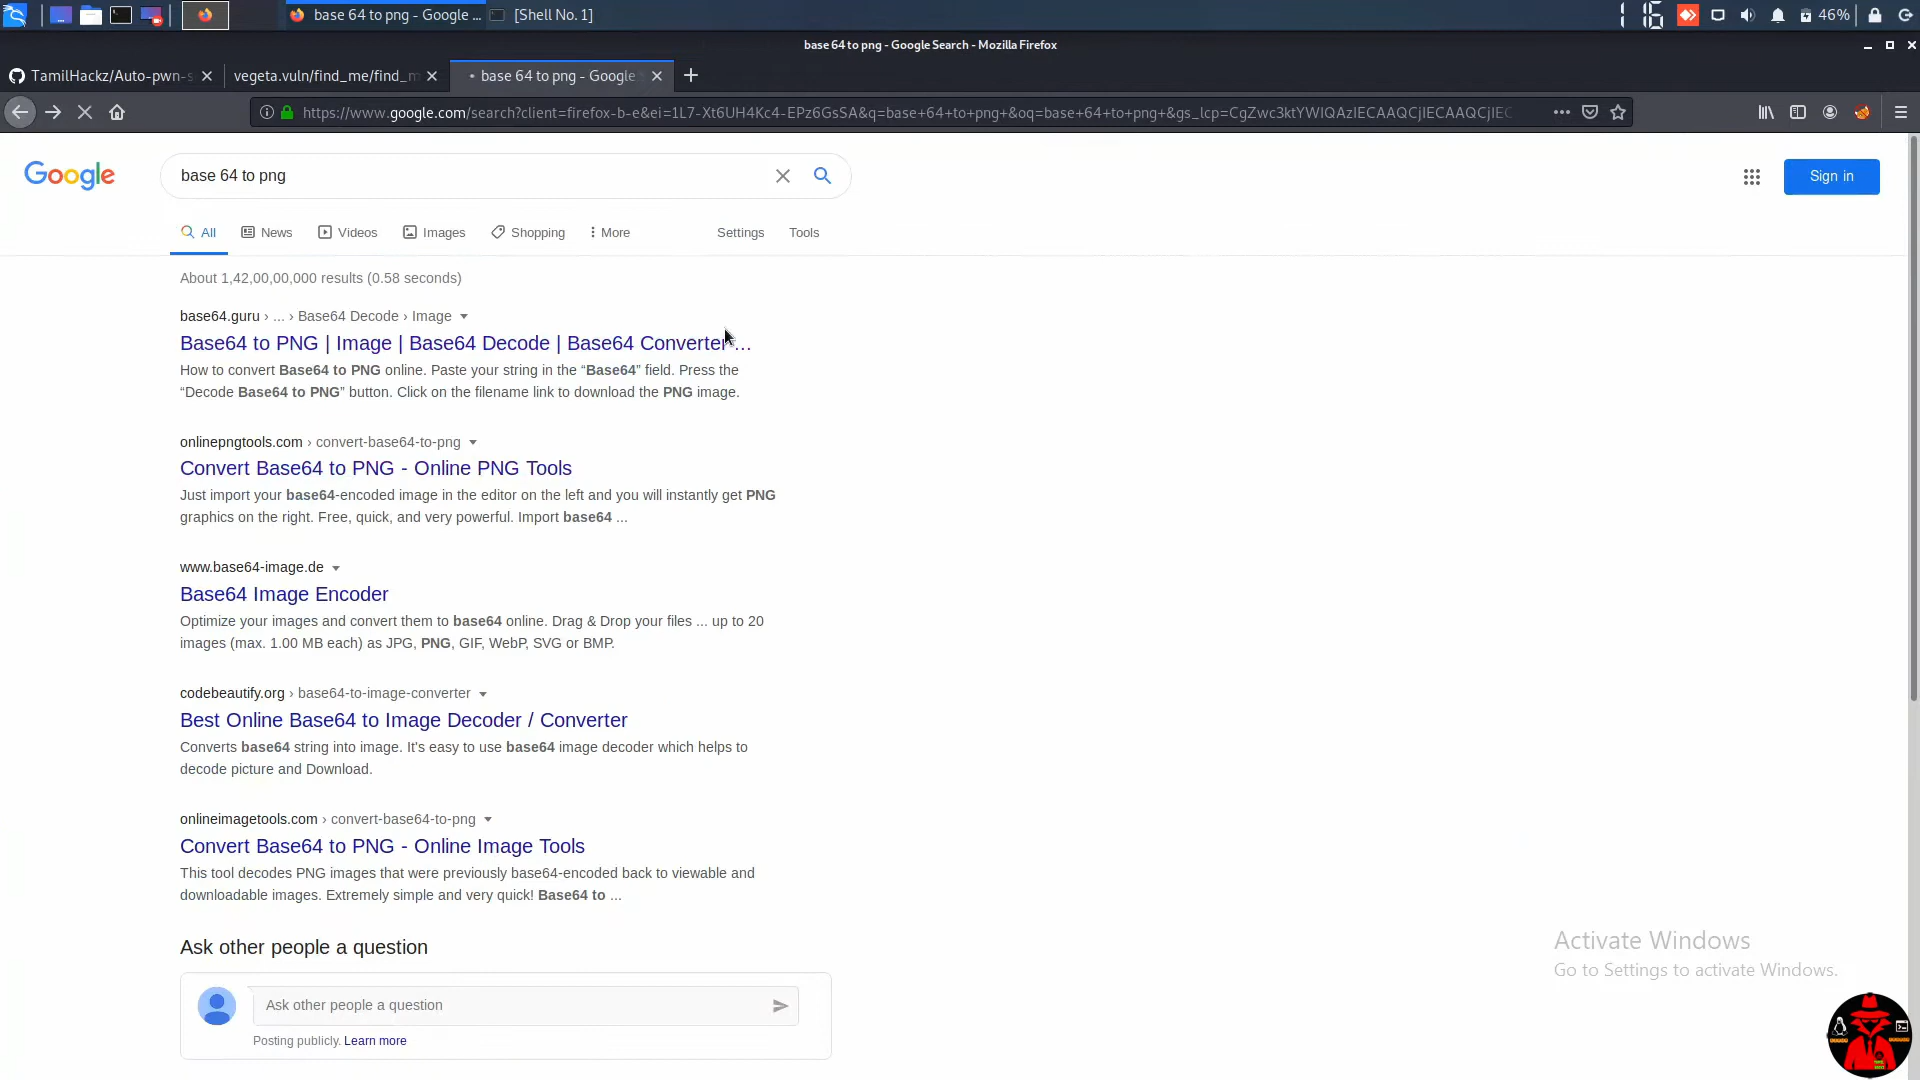 base 64 to png - Google ... [Shell No. 1]
46%
base 64 to png - Google Search - Mozilla Firefox
TamilHackz/Auto-pwn-s
vegeta.vuln/find_me/find_m
base 64 to png - Google
https://www.google.com/search?client=firefox-b-e&ei=1L7-Xt6UH4Kc4-EPz6GsSA&q=base+64+to+png+&oq=base+64+to+png+&gs_lcp=CgZwc3ktYWIQAzIECAAQCjIECAAQCjIECAAQCjIEC
Google
base 64 to png
Sign in
All News Videos Images Shopping More Settings Tools
About 1,42,00,00,000 results (0.58 seconds)
base64.guru › ... › Base64 Decode › Image
Base64 to PNG | Image | Base64 Decode | Base64 Converter ...
How to convert Base64 to PNG online. Paste your string in the “Base64” field. Press the
“Decode Base64 to PNG” button. Click on the filename link to download the PNG image.
onlinepngtools.com › convert-base64-to-png
Convert Base64 to PNG - Online PNG Tools
Just import your base64-encoded image in the editor on the left and you will instantly get PNG
graphics on the right. Free, quick, and very powerful. Import base64 ...
www.base64-image.de
Base64 Image Encoder
Optimize your images and convert them to base64 online. Drag & Drop your files ... up to 20
images (max. 1.00 MB each) as JPG, PNG, GIF, WebP, SVG or BMP.
codebeautify.org › base64-to-image-converter
Best Online Base64 to Image Decoder / Converter
Converts base64 string into image. It's easy to use base64 image decoder which helps to
decode picture and Download.
onlineimagetools.com › convert-base64-to-png
Convert Base64 to PNG - Online Image Tools
This tool decodes PNG images that were previously base64-encoded back to viewable and
downloadable images. Extremely simple and very quick! Base64 to ...
Ask other people a question
Ask other people a question
Posting publicly. Learn more
Activate Windows
Go to Settings to activate Windows.